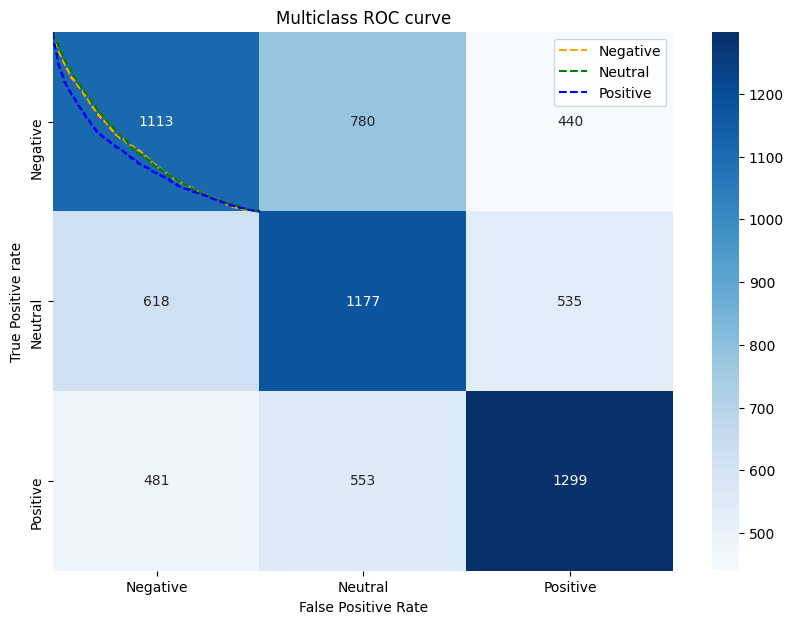 Multiclass ROC curve
Negative
Neutral
Positive
1113 780 440
618 1177 535
481 553 1299
Negative
Neutral
Positive
True Positive rate
Negative Neutral Positive
False Positive Rate
1200
1100
1000
900
800
700
600
500